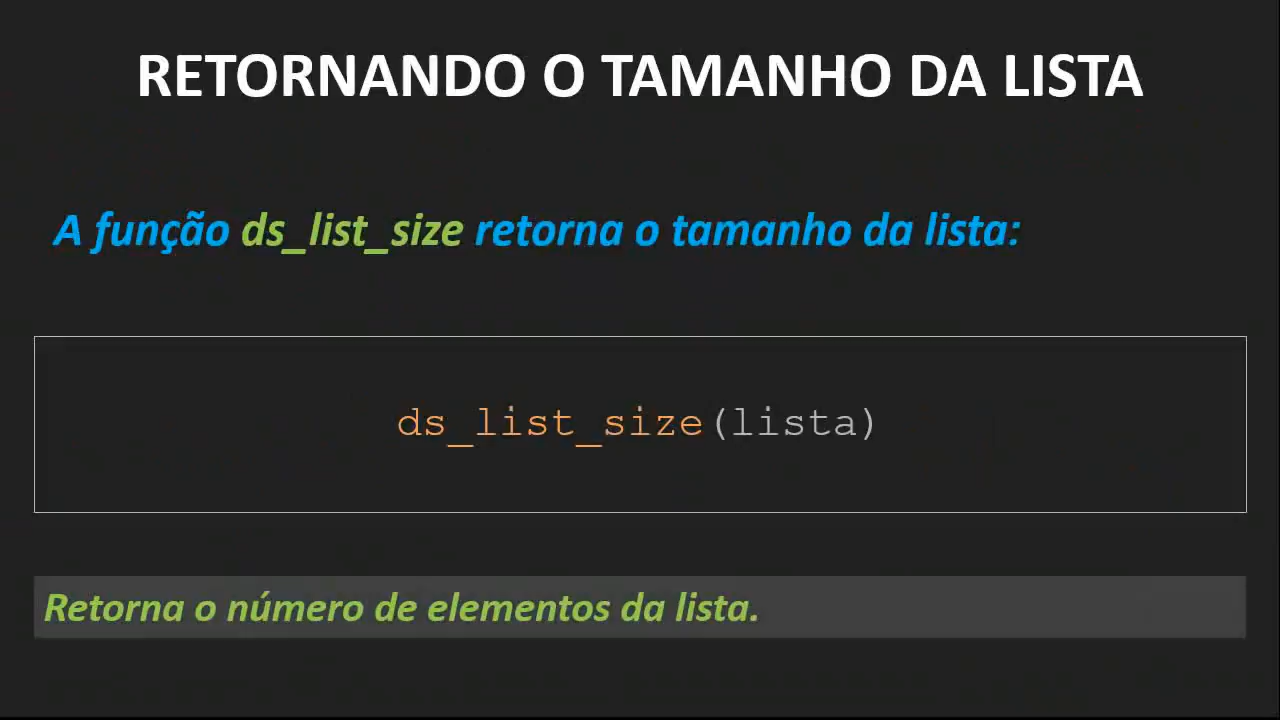 RETORNANDO O TAMANHO DA LISTA
A função ds_list_size retorna o tamanho da lista:
ds_list_size(lista)
Retorna o número de elementos da lista.